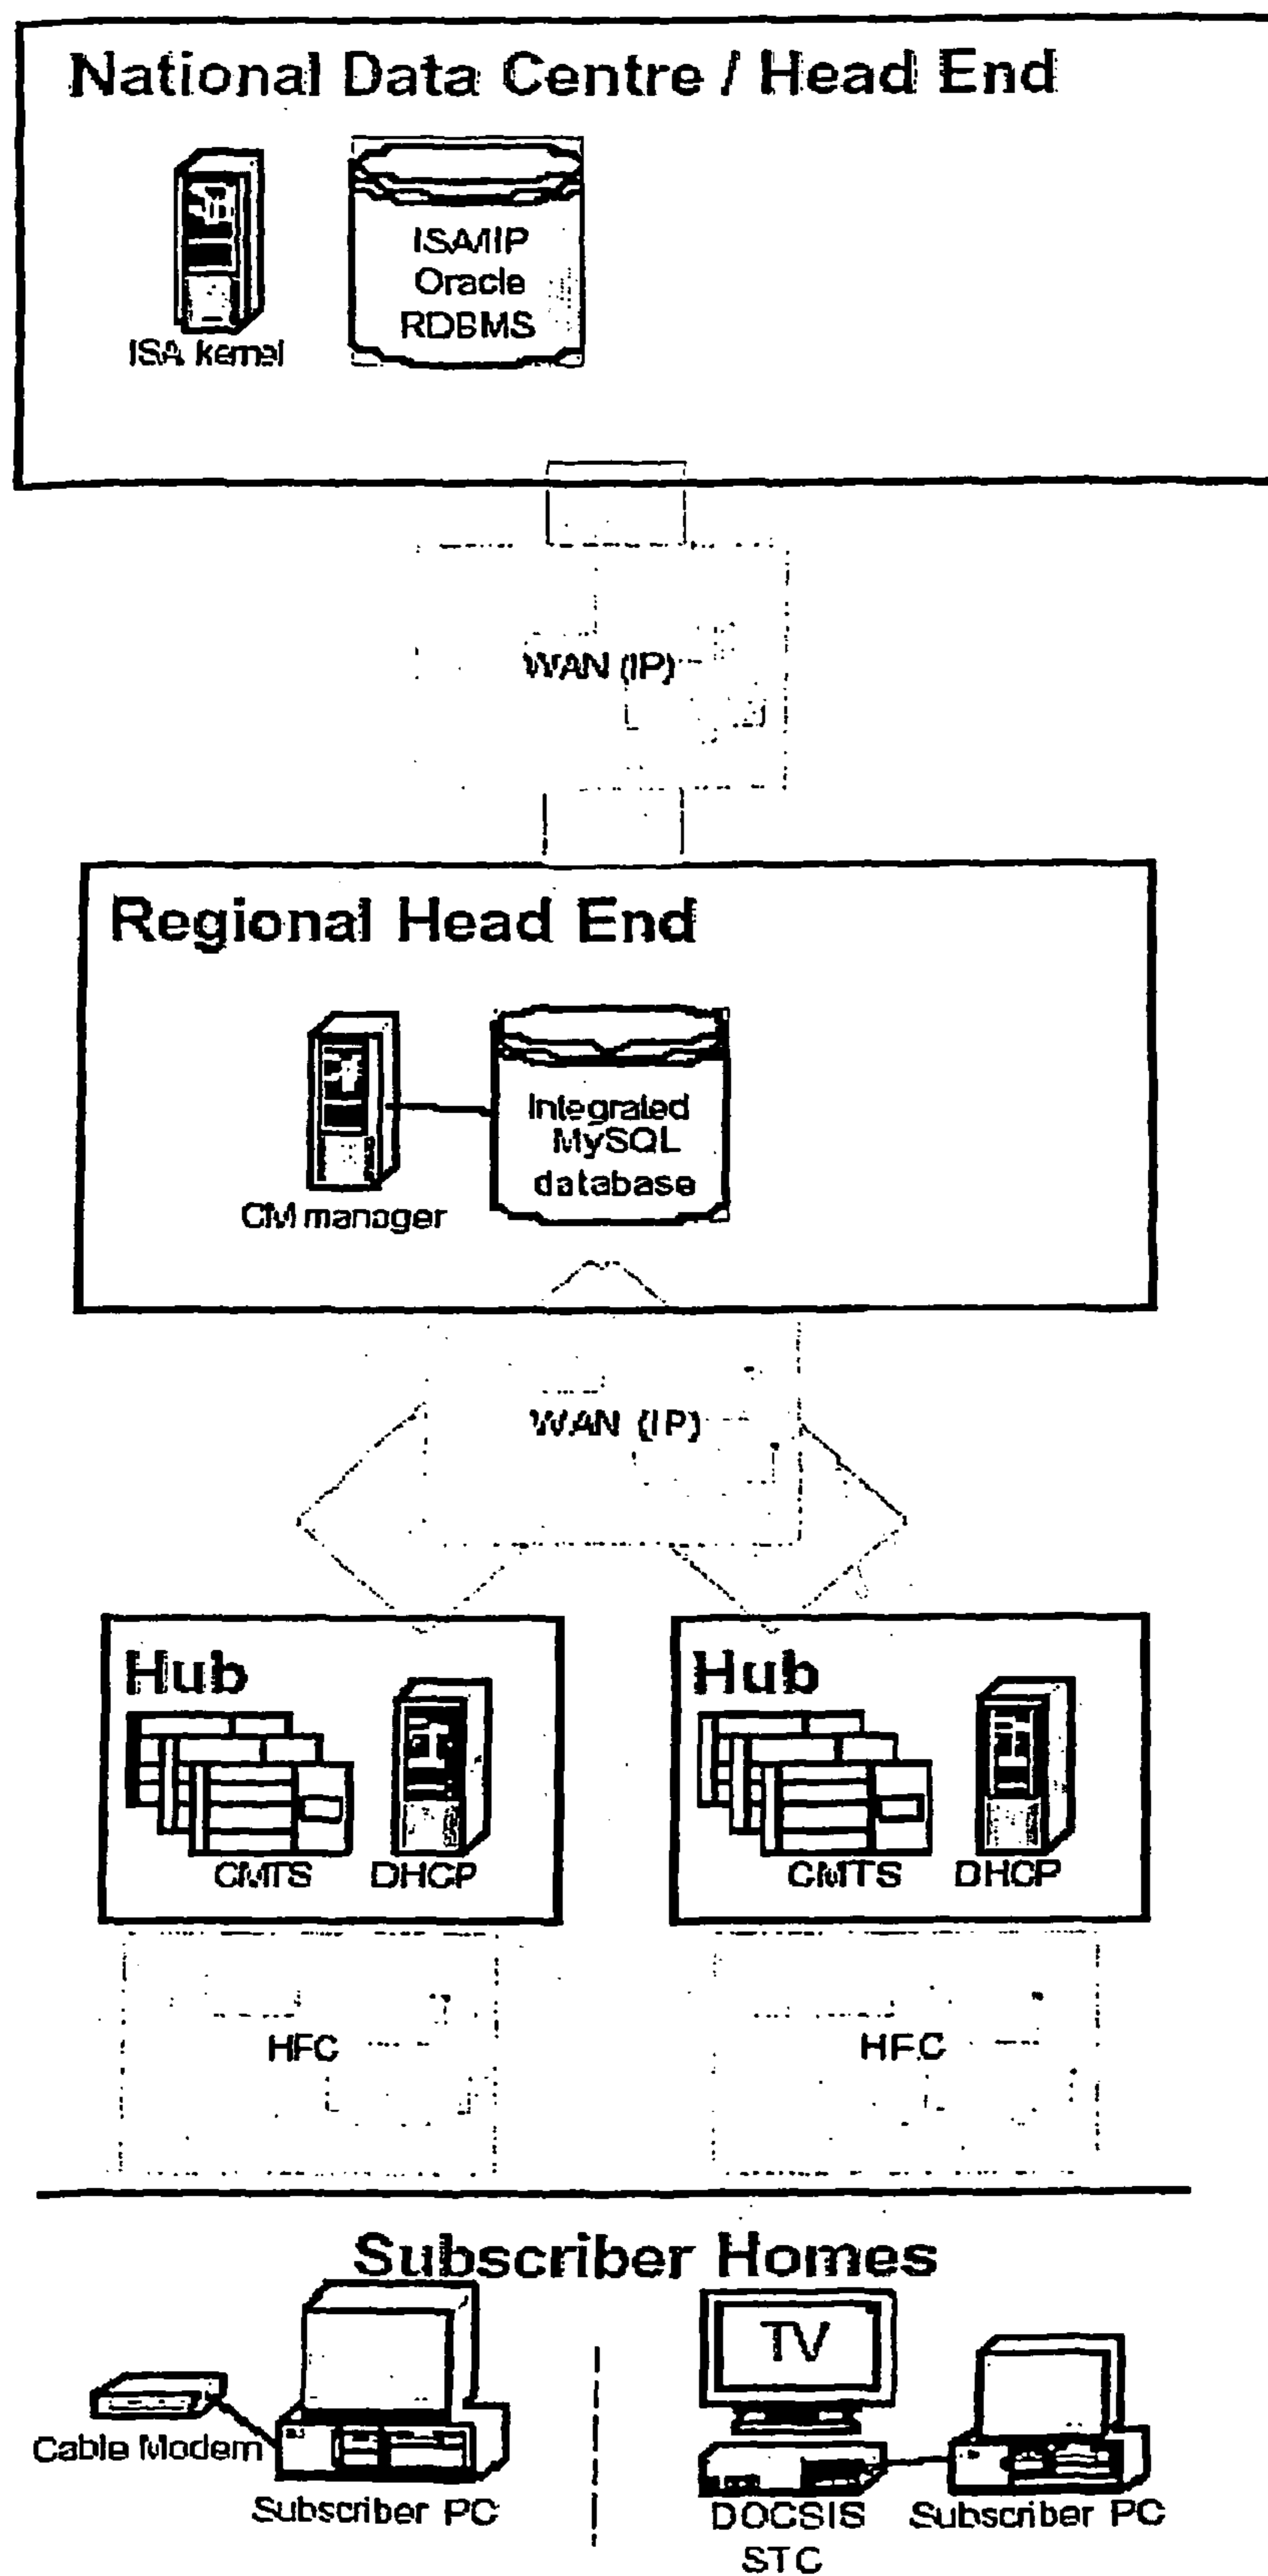 National Data Centre / Head End
ISA/IIP
Oracle
RDBMS
ISA kernel
WAN (IP)
Regional Head End
Integrated
MySQL
database
CM manager
WAN (IP)
Hub
CMTS
DHCP
Hub
CMTS
DHCP
HFC
HFC
Subscriber Homes
TV
Cable Modem
Subscriber PC
DOCSIS
STC
Subscriber PC